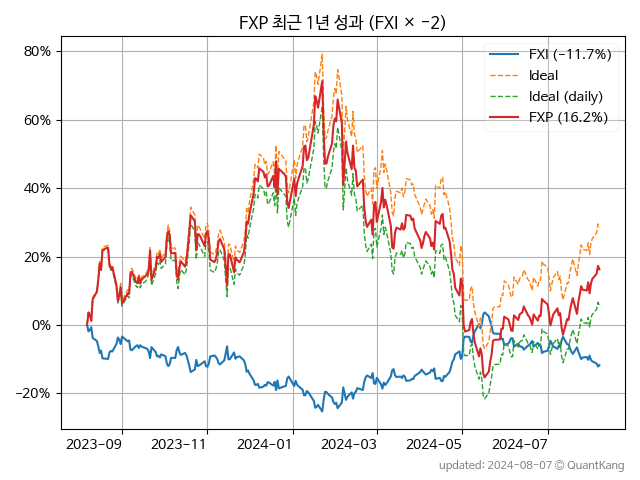 FXP 최근 1년 성과 (FXI × −2)
FXI (−11.7%)
Ideal
Ideal (daily)
FXP (16.2%)
80%
60%
40%
20%
0%
−20%
2023-09 2023-11 2024-01 2024-03 2024-05 2024-07
updated: 2024-08-07 © QuantKang